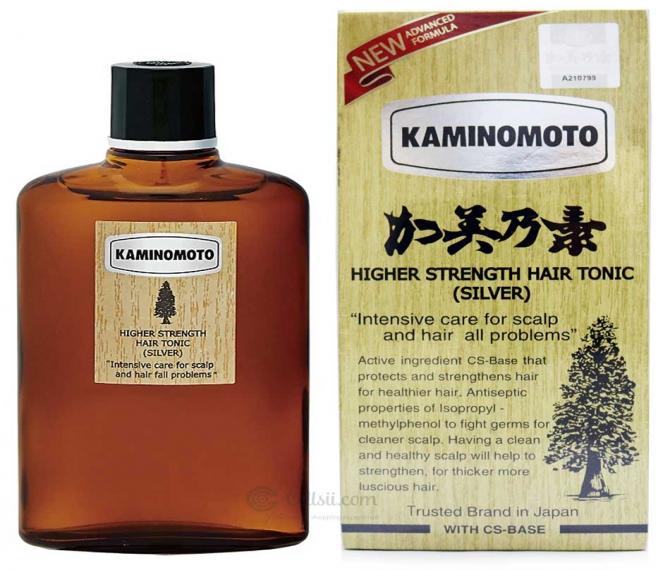 KAMINOMOTO
HIGHER STRENGTH
HAIR TONIC
(SILVER)
"Intensive care for scalp
and hair fall problems"
NEW ADVANCED
FORMULA
A210799
KAMINOMOTO
加美乃素
HIGHER STRENGTH HAIR TONIC
(SILVER)
"Intensive care for scalp
and hair all problems"
Active ingredient CS-Base that
protects and strengthens hair
for healthier hair. Antiseptic
properties of Isopropyl -
methylphenol to fight germs for
cleaner scalp. Having a clean
and healthy scalp will help to
strengthen, for thicker more
luscious hair.
Trusted Brand in Japan
WITH CS-BASE